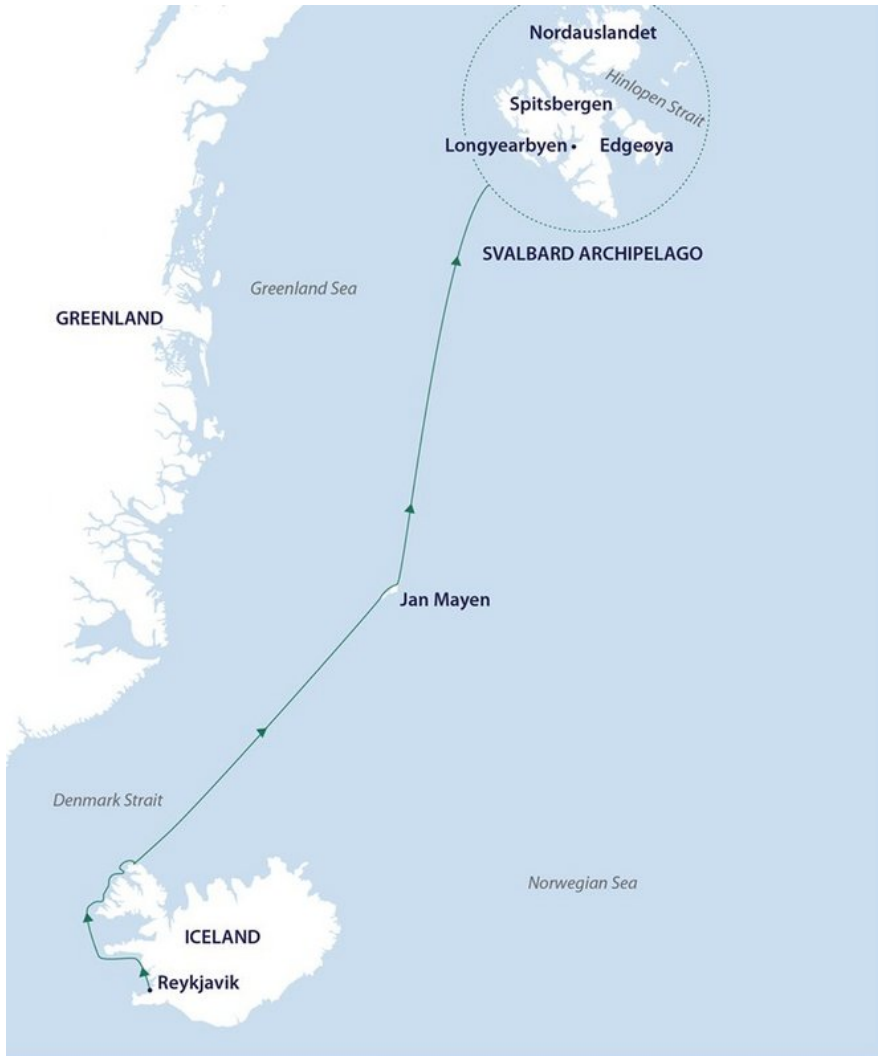 Nordauslandet
Hinlopen Strait
Spitsbergen
Longyearbyen
Edgeøya
SVALBARD ARCHIPELAGO
Greenland Sea
GREENLAND
Jan Mayen
Denmark Strait
Norwegian Sea
ICELAND
Reykjavik